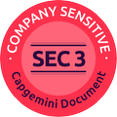 · COMPANY SENSITIVE ·
SEC 3
Capgemini Document